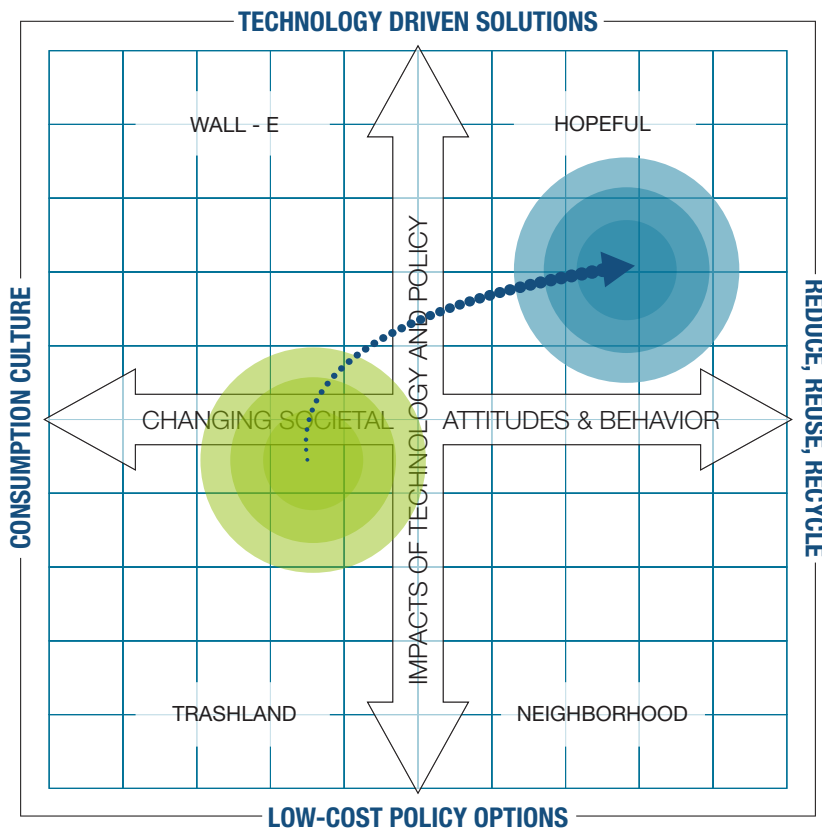 TECHNOLOGY DRIVEN SOLUTIONS
WALL - E
HOPEFUL
CONSUMPTION CULTURE
CHANGING SOCIETAL ATTITUDES & BEHAVIOR
IMPACTS OF TECHNOLOGY AND POLICY
REDUCE, REUSE, RECYCLE
TRASHLAND
NEIGHBORHOOD
LOW-COST POLICY OPTIONS